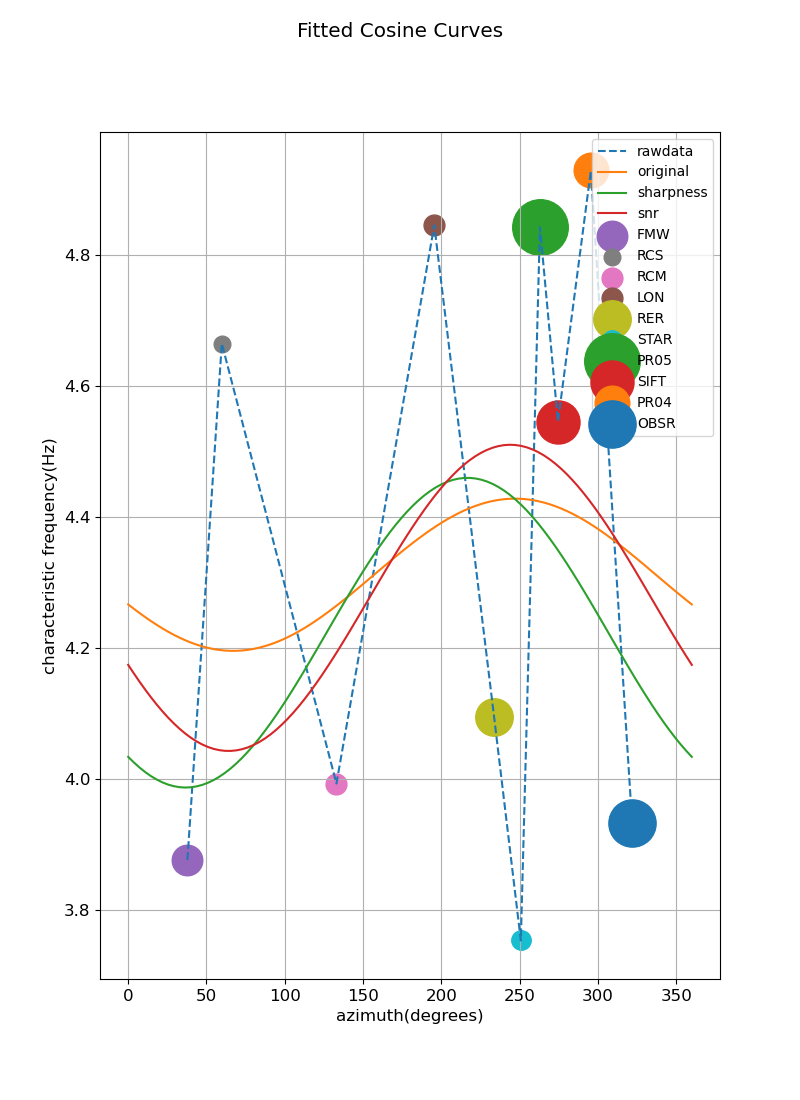 Fitted Cosine Curves
rawdata
original
sharpness
snr
FMW
RCS
RCM
LON
RER
STAR
PR05
SIFT
PR04
OBSR
characteristic frequency(Hz)
4.8
4.6
4.4
4.2
4.0
3.8
0 50 100 150 200 250 300 350
azimuth(degrees)